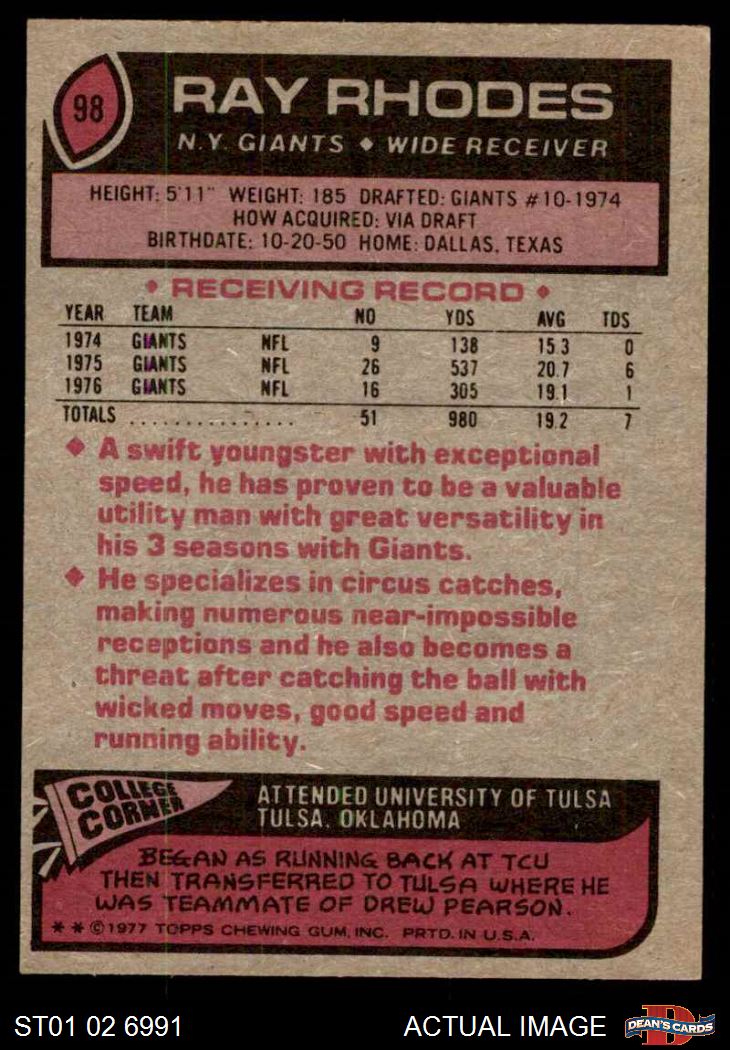 98
RAY RHODES
N.Y. GIANTS ♦ WIDE RECEIVER
HEIGHT: 5'11" WEIGHT: 185 DRAFTED: GIANTS #10-1974
HOW ACQUIRED: VIA DRAFT
BIRTHDATE: 10-20-50 HOME: DALLAS, TEXAS
♦ RECEIVING RECORD ♦
YEAR TEAM NO YDS AVG TDS
1974 GIANTS NFL 9 138 15.3 0
1975 GIANTS NFL 26 537 20.7 6
1976 GIANTS NFL 16 305 19.1 1
TOTALS .............. 51 980 19.2 7
♦ A swift youngster with exceptional
speed, he has proven to be a valuable
utility man with great versatility in
his 3 seasons with Giants.
♦ He specializes in circus catches,
making numerous near-impossible
receptions and he also becomes a
threat after catching the ball with
wicked moves, good speed and
running ability.
COLLEGE
CORNER
ATTENDED UNIVERSITY OF TULSA
TULSA, OKLAHOMA
BEGAN AS RUNNING BACK AT TCU
THEN TRANSFERRED TO TULSA WHERE HE
WAS TEAMMATE OF DREW PEARSON.
** ©1977 TOPPS CHEWING GUM, INC. PRTD. IN U.S.A.
ST01 02 6991 ACTUAL IMAGE
D
DEAN'S CARDS